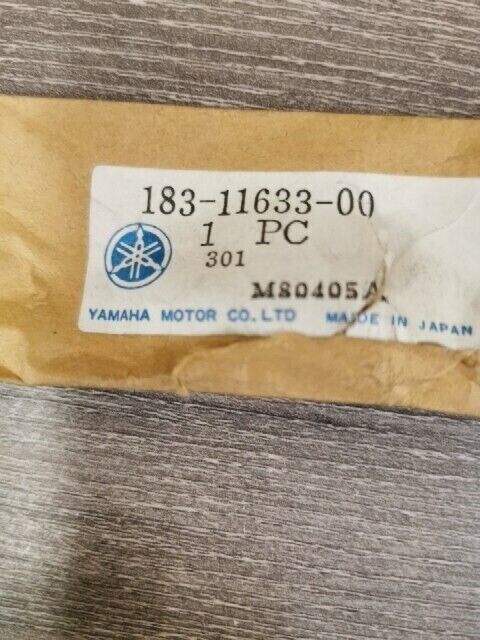 183-11633-00
1 PC
301
M80405A
YAMAHA MOTOR CO., LTD MADE IN JAPAN